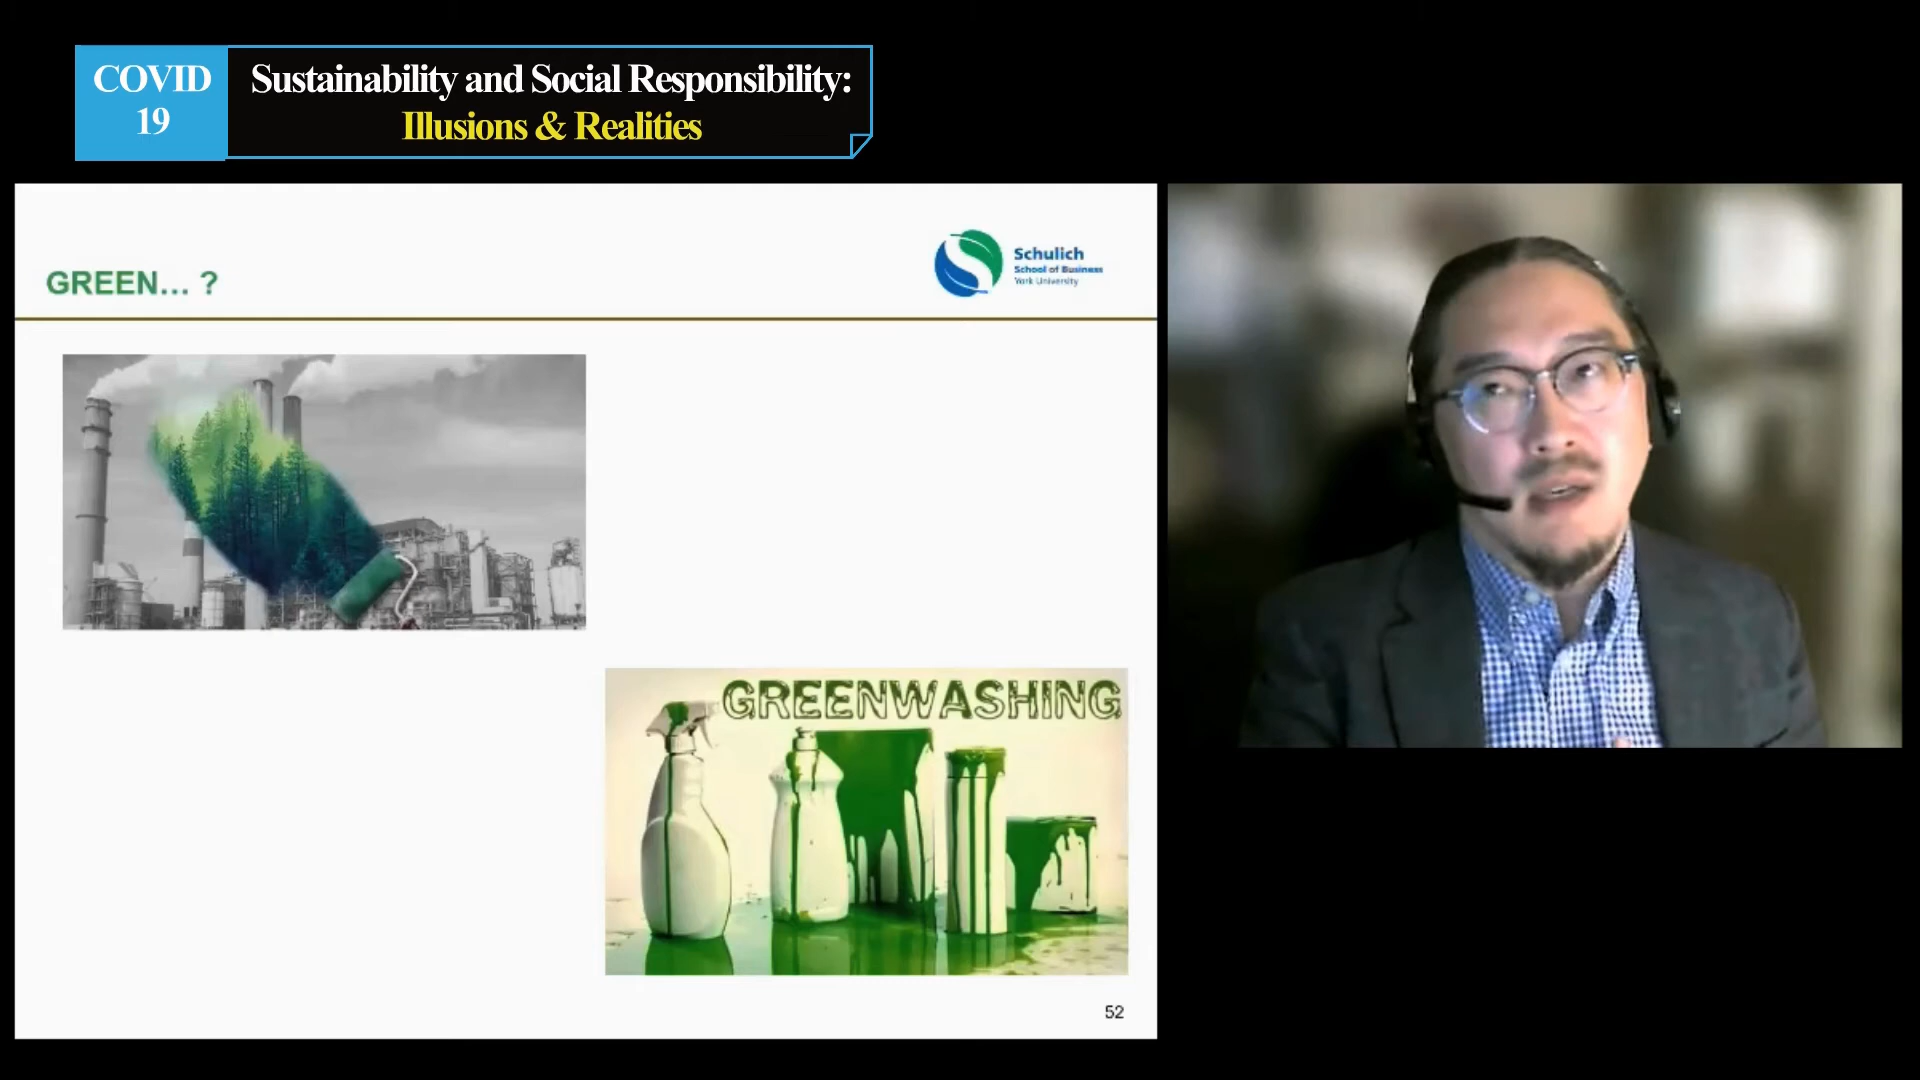 COVID
19
Sustainability and Social Responsibility:
Illusions & Realities
GREEN... ?
Schulich
School of Business
York University
GREENWASHING
52